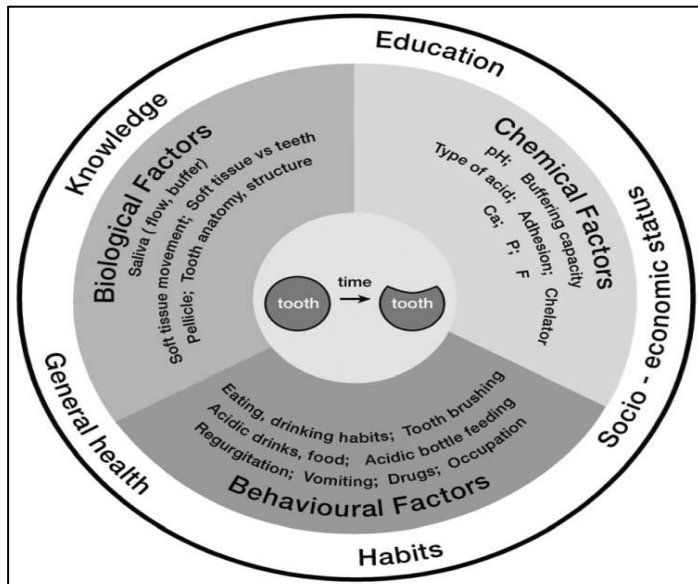 Education
Knowledge
Socio - economic status
General health
Habits
Biological Factors
Saliva ( flow, buffer)
Soft tissue movement; Soft tissue vs teeth
Pellicle; Tooth anatomy, structure
Chemical Factors
pH; Buffering capacity
Type of acid; Adhesion; Chelator
Ca; P; F
tooth
time
tooth
Eating, drinking habits; Tooth brushing
Acidic drinks, food; Acidic bottle feeding
Regurgitation; Vomiting; Drugs; Occupation
Behavioural Factors